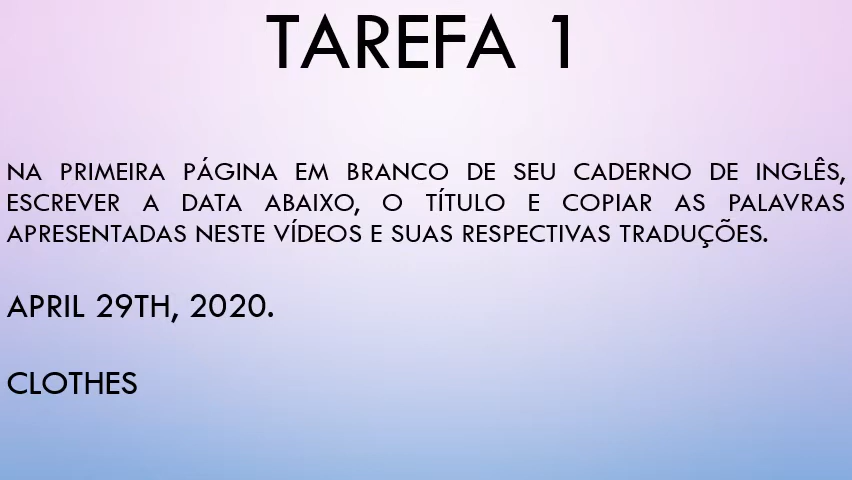 TAREFA 1
NA PRIMEIRA PÁGINA EM BRANCO DE SEU CADERNO DE INGLÊS,
ESCREVER A DATA ABAIXO, O TÍTULO E COPIAR AS PALAVRAS
APRESENTADAS NESTE VÍDEOS E SUAS RESPECTIVAS TRADUÇÕES.
APRIL 29TH, 2020.
CLOTHES